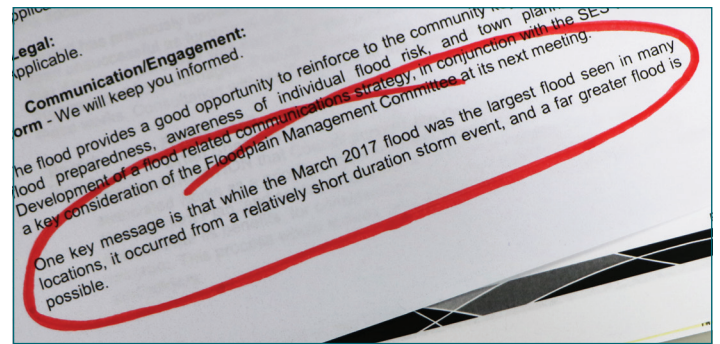 Legal:
Applicable.
Communication/Engagement:
orm - We will keep you informed.
he flood provides a good opportunity to reinforce to the community
flood preparedness, awareness of individual flood risk, and town
Development of a flood related communications strategy, in conjunction with the SES
a key consideration of the Floodplain Management Committee at its next meeting.
One key message is that while the March 2017 flood was the largest flood seen in many
locations, it occurred from a relatively short duration storm event, and a far greater flood is
possible.